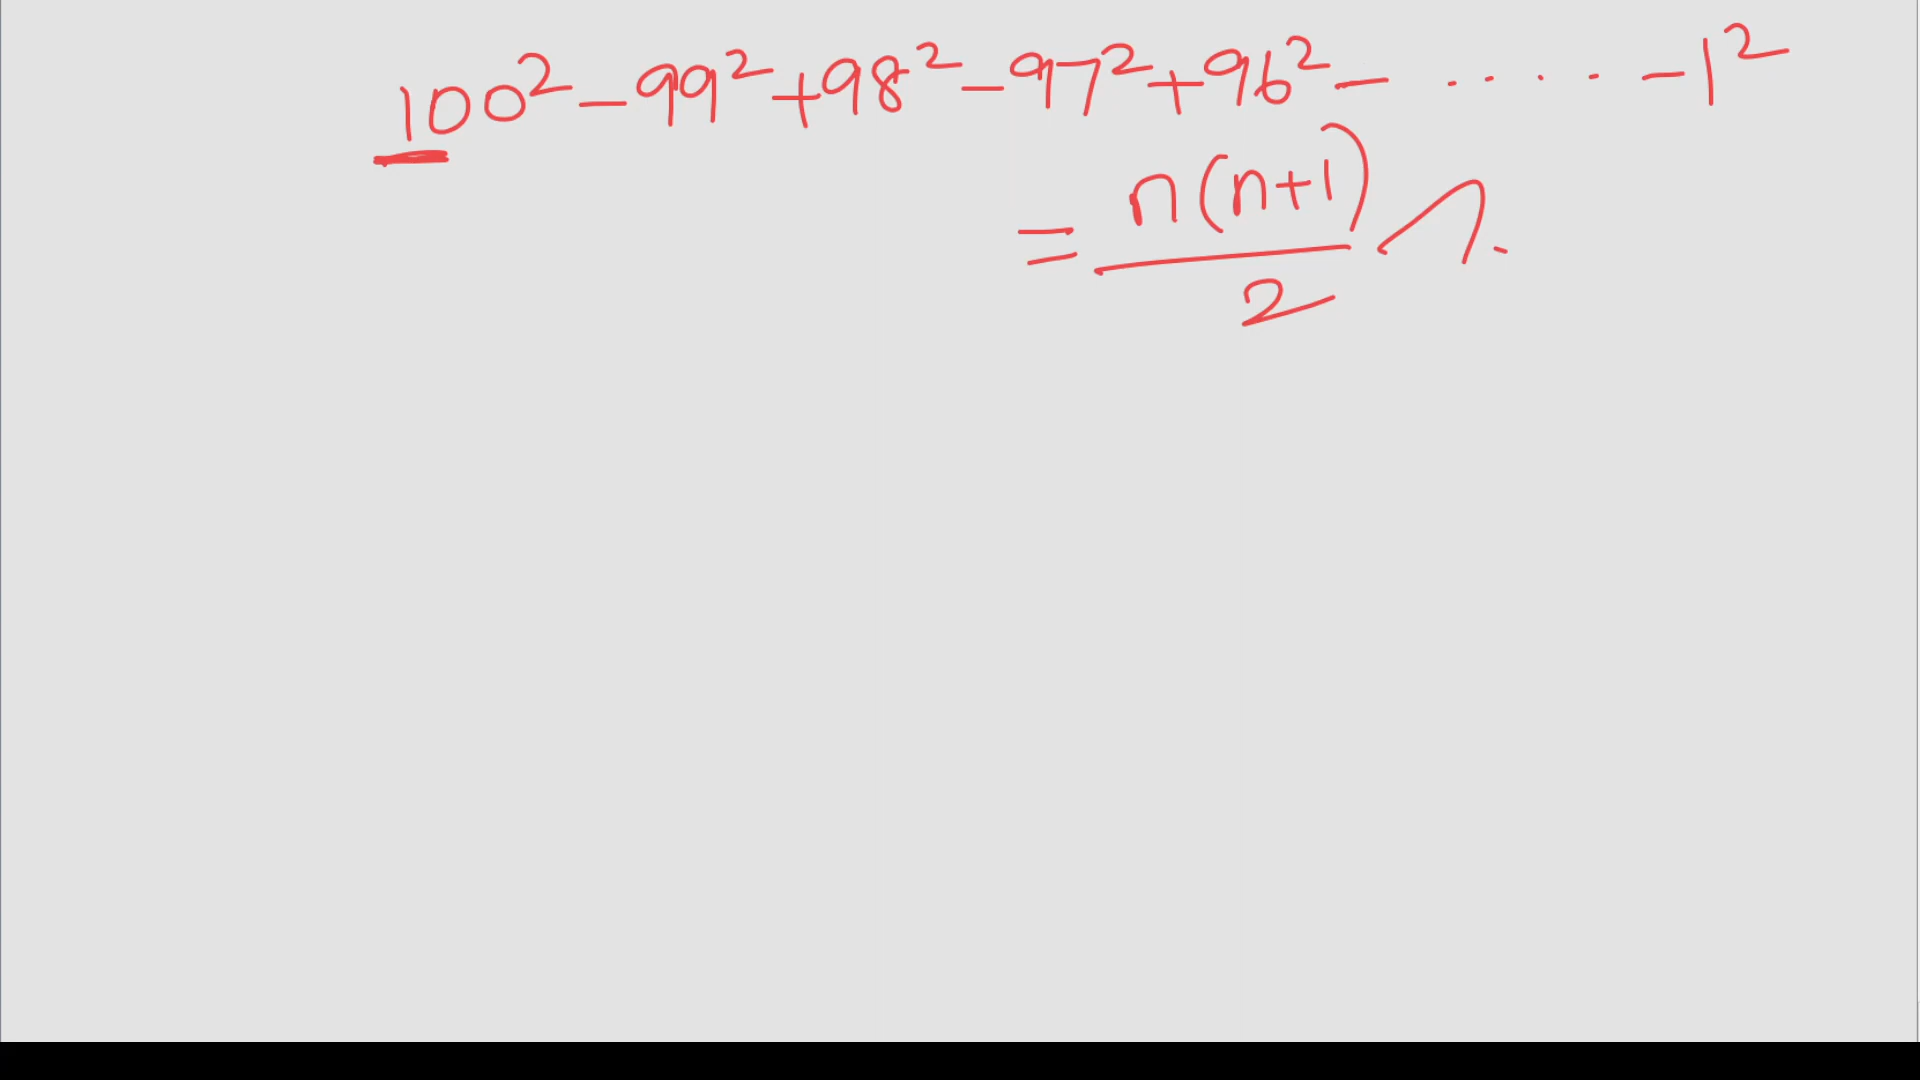 100² - 99² + 98² - 97² + 96² - ..... - 1²
= n(n+1)/2